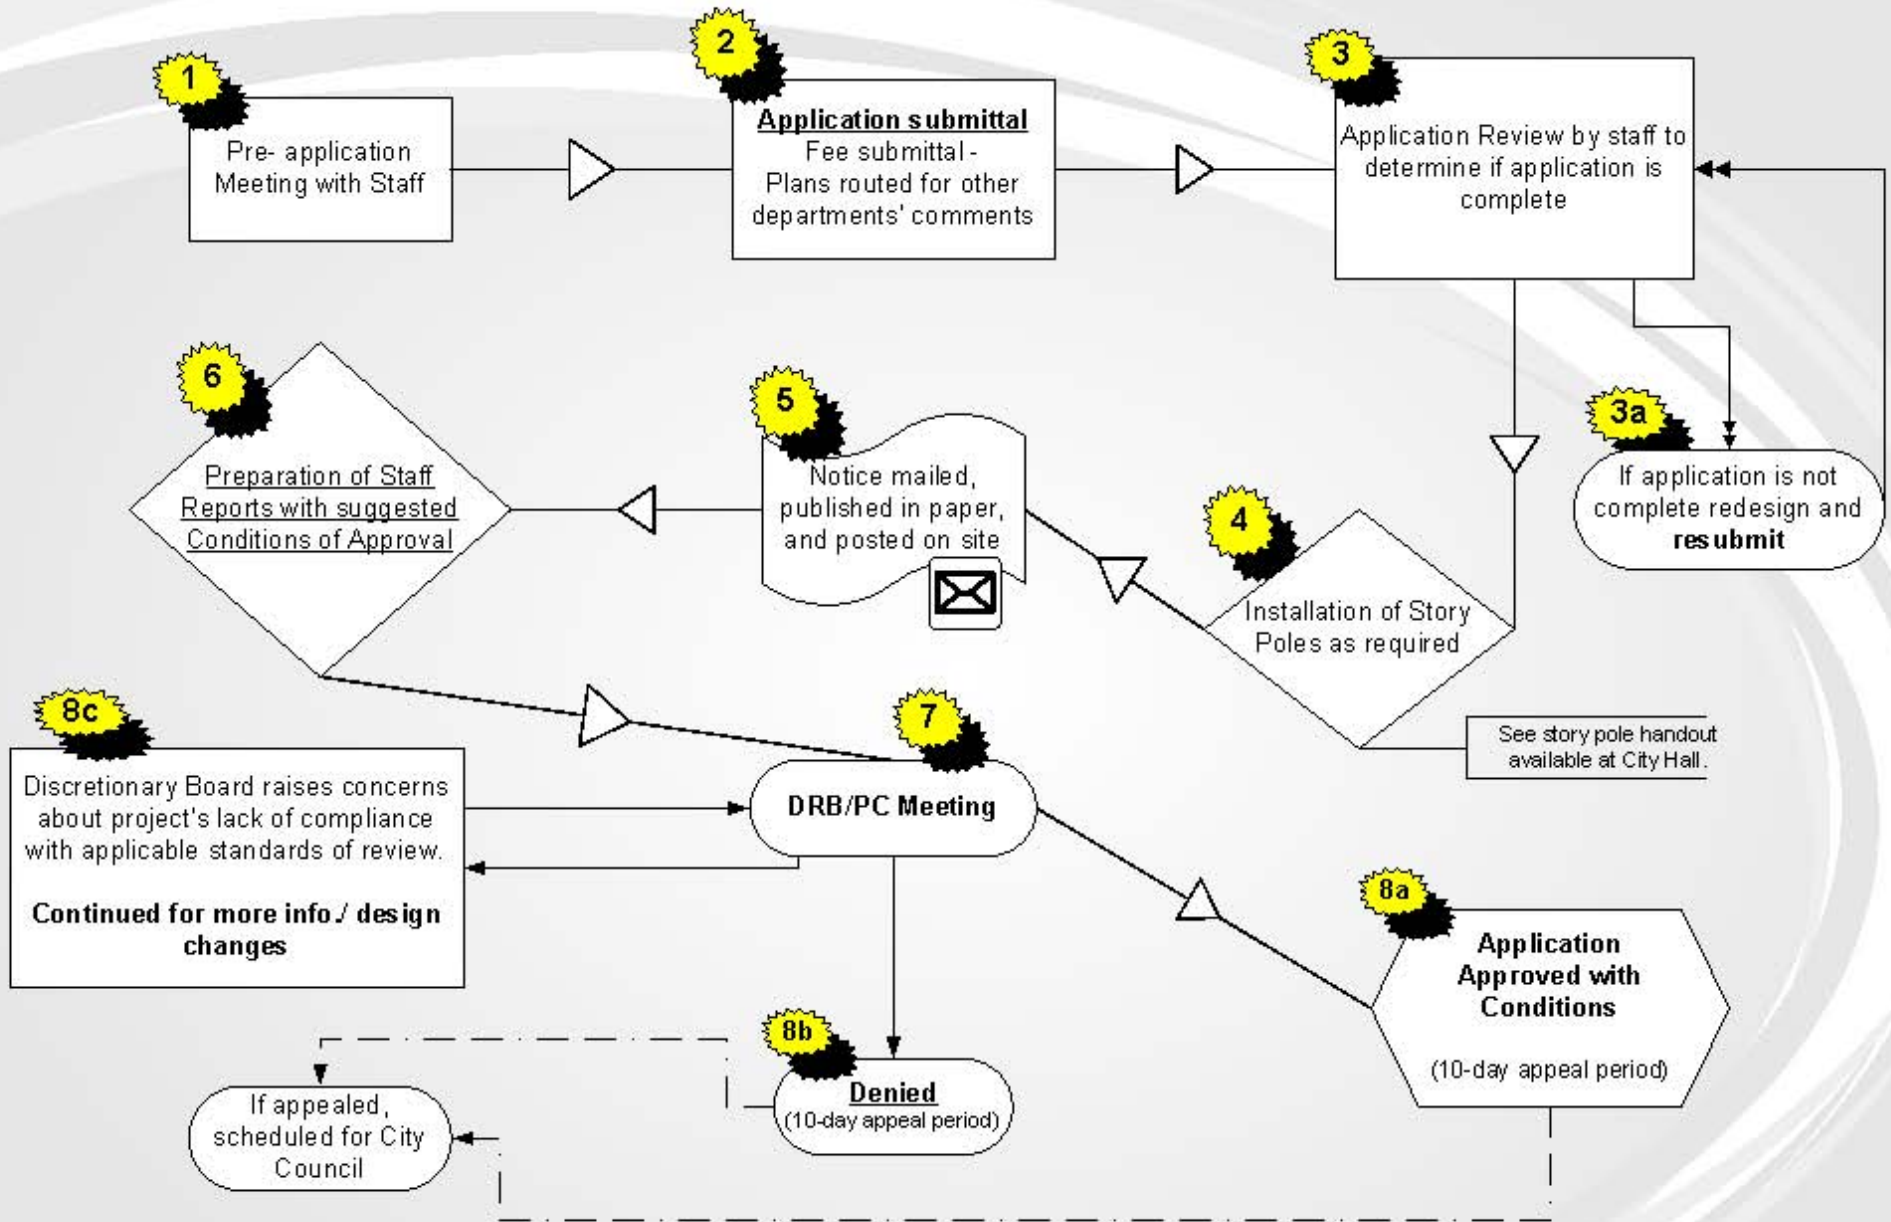 1
Pre- application
Meeting with Staff
2
Application submittal
Fee submittal -
Plans routed for other
departments' comments
3
Application Review by staff to
determine if application is
complete
3a
If application is not
complete redesign and
resubmit
4
Installation of Story
Poles as required
See story pole handout
available at City Hall.
5
Notice mailed,
published in paper,
and posted on site
6
Preparation of Staff
Reports with suggested
Conditions of Approval
7
DRB/PC Meeting
8a
Application
Approved with
Conditions
(10-day appeal period)
8b
Denied
(10-day appeal period)
8c
Discretionary Board raises concerns
about project's lack of compliance
with applicable standards of review.
Continued for more info./ design
changes
If appealed,
scheduled for City
Council